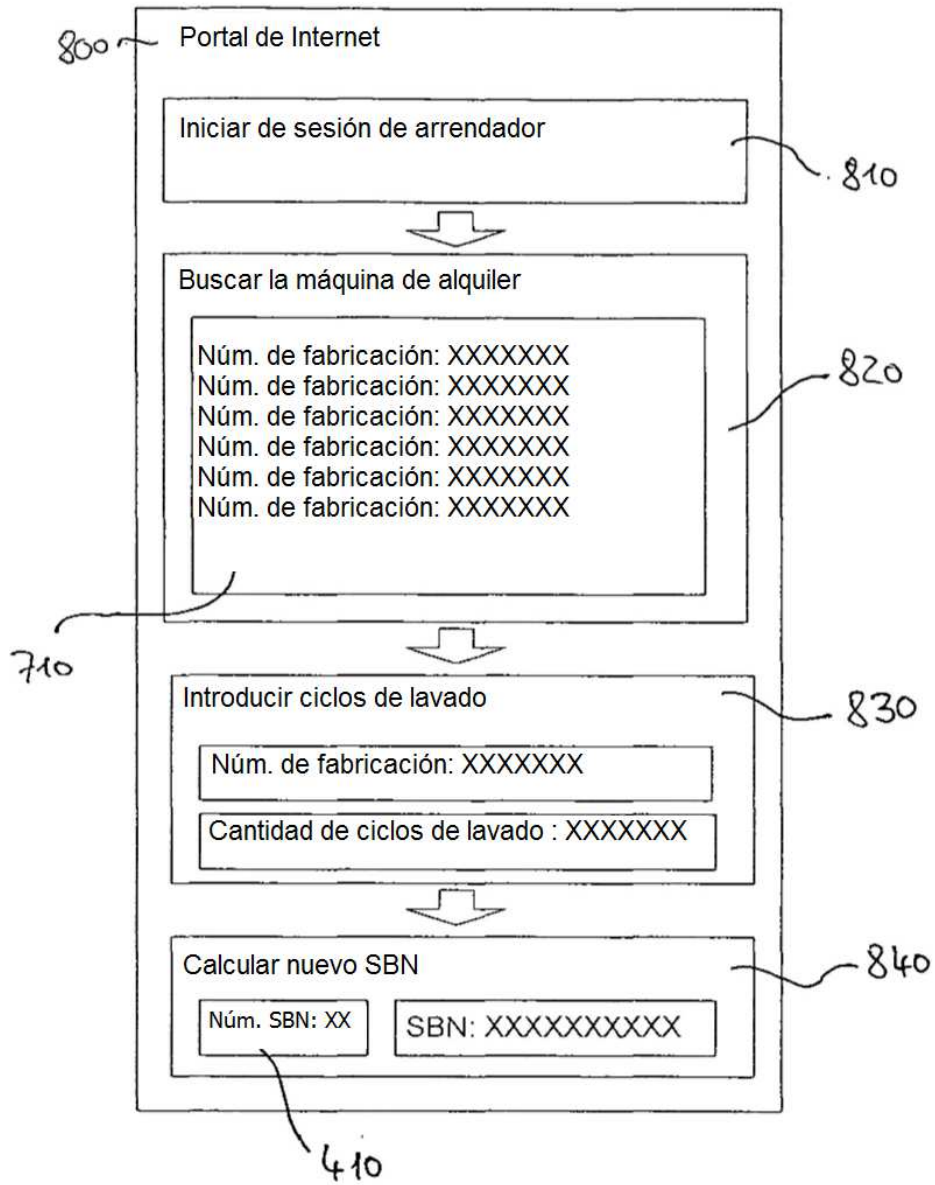 800 Portal de Internet
Iniciar de sesión de arrendador
810
Buscar la máquina de alquiler
Núm. de fabricación: XXXXXXX
Núm. de fabricación: XXXXXXX
820
Núm. de fabricación: XXXXXXX
Núm. de fabricación: XXXXXXX
Núm. de fabricación: XXXXXXX
Núm. de fabricación: XXXXXXX
710
Introducir ciclos de lavado
830
Núm. de fabricación: XXXXXXX
Cantidad de ciclos de lavado : XXXXXXX
Calcular nuevo SBN
840
Núm. SBN: XX
SBN: XXXXXXXXXX
410